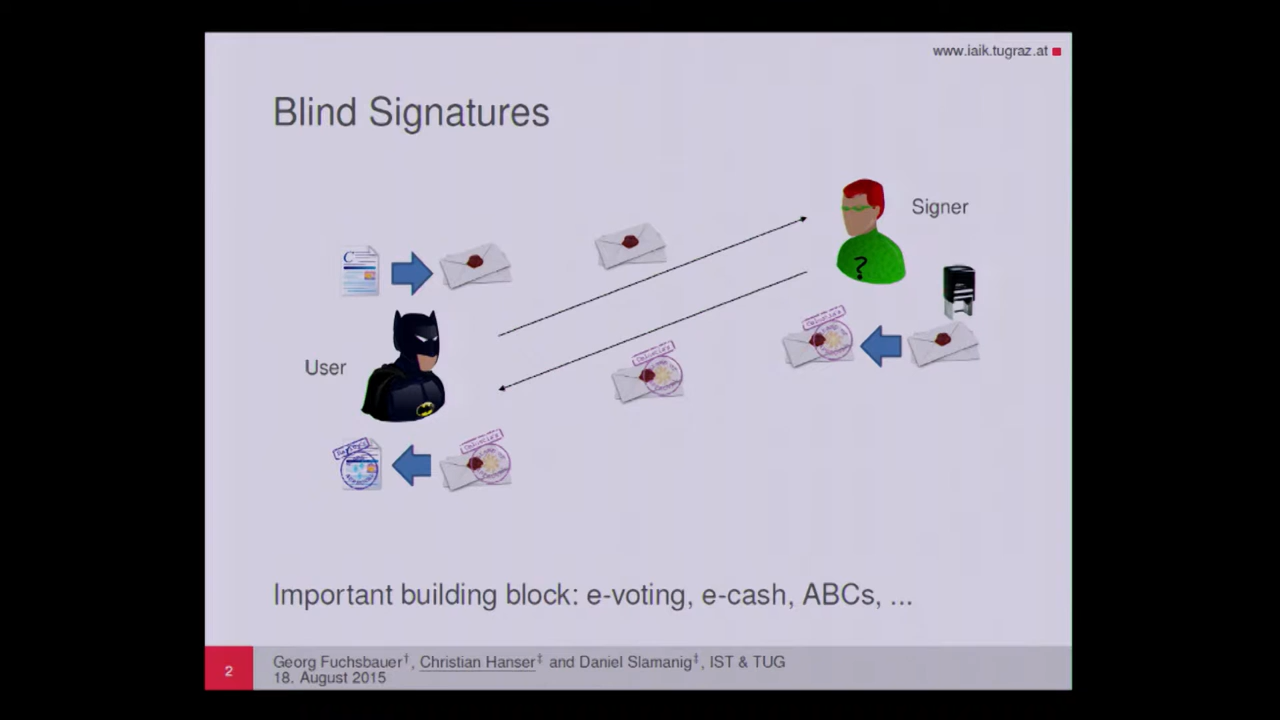 www.iaik.tugraz.at
Blind Signatures
Signer
?
User
Important building block: e-voting, e-cash, ABCs, ...
2
Georg Fuchsbauer†, Christian Hanser‡ and Daniel Slamanig‡, IST & TUG
18. August 2015